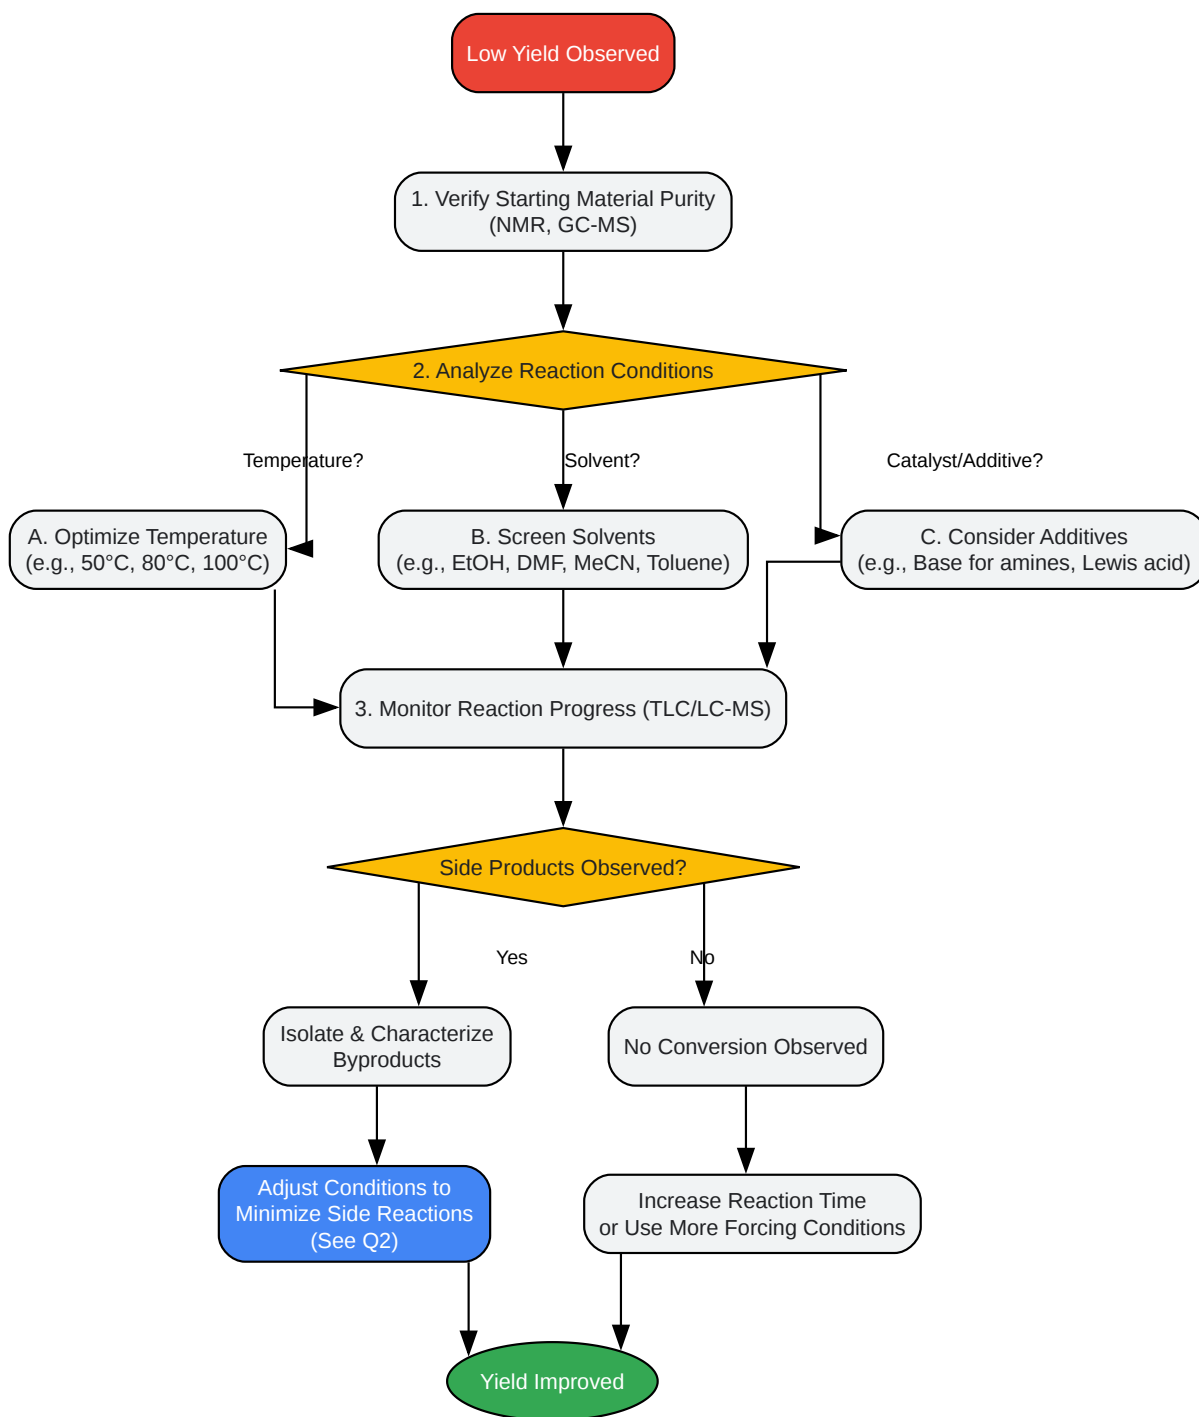 Low Yield Observed
1. Verify Starting Material Purity
(NMR, GC-MS)
2. Analyze Reaction Conditions
Temperature?
Solvent?
Catalyst/Additive?
A. Optimize Temperature
(e.g., 50°C, 80°C, 100°C)
B. Screen Solvents
(e.g., EtOH, DMF, MeCN, Toluene)
C. Consider Additives
(e.g., Base for amines, Lewis acid)
3. Monitor Reaction Progress (TLC/LC-MS)
Side Products Observed?
Yes
No
Isolate & Characterize
Byproducts
No Conversion Observed
Adjust Conditions to
Minimize Side Reactions
(See Q2)
Increase Reaction Time
or Use More Forcing Conditions
Yield Improved